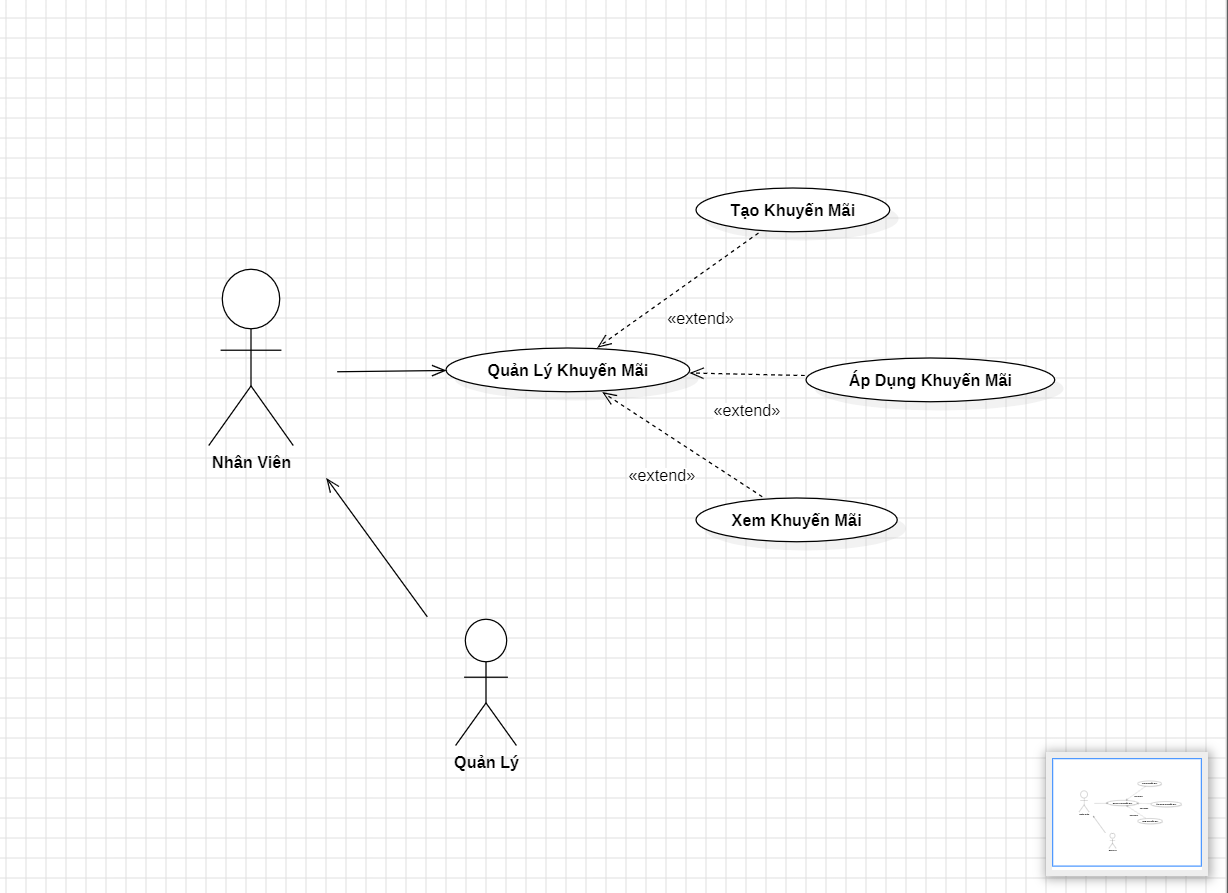 Tạo Khuyến Mãi
«extend»
Quản Lý Khuyến Mãi
Áp Dụng Khuyến Mãi
«extend»
Nhân Viên
«extend»
Xem Khuyến Mãi
Quản Lý